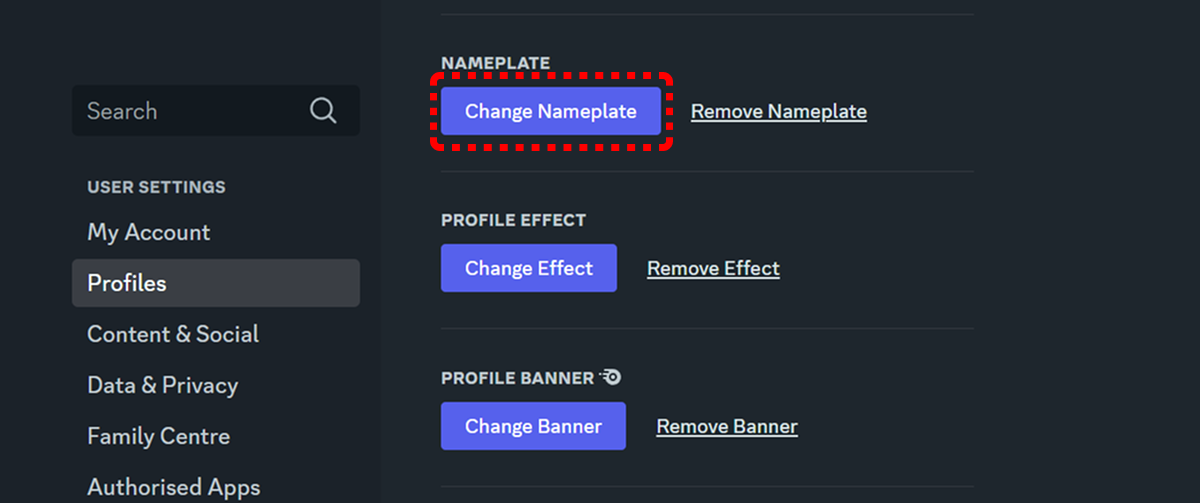 Search
USER SETTINGS
My Account
Profiles
Content & Social
Data & Privacy
Family Centre
Authorised Apps
NAMEPLATE
Change Nameplate Remove Nameplate
PROFILE EFFECT
Change Effect Remove Effect
PROFILE BANNER
Change Banner Remove Banner